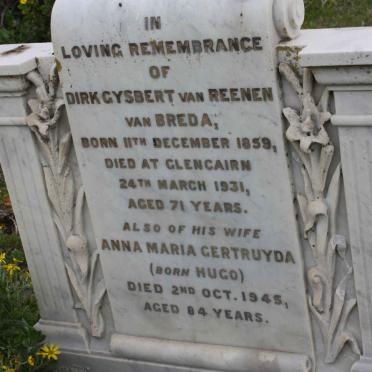 IN
LOVING REMEMBRANCE
OF
DIRK GYSBERT VAN REENEN
VAN BREDA,
BORN 11TH DECEMBER 1859,
DIED AT GLENCAIRN
24TH MARCH 1931,
AGED 71 YEARS.
ALSO OF HIS WIFE
ANNA MARIA GERTRUYDA
(BORN HUGO)
DIED 2ND OCT. 1945,
AGED 84 YEARS.